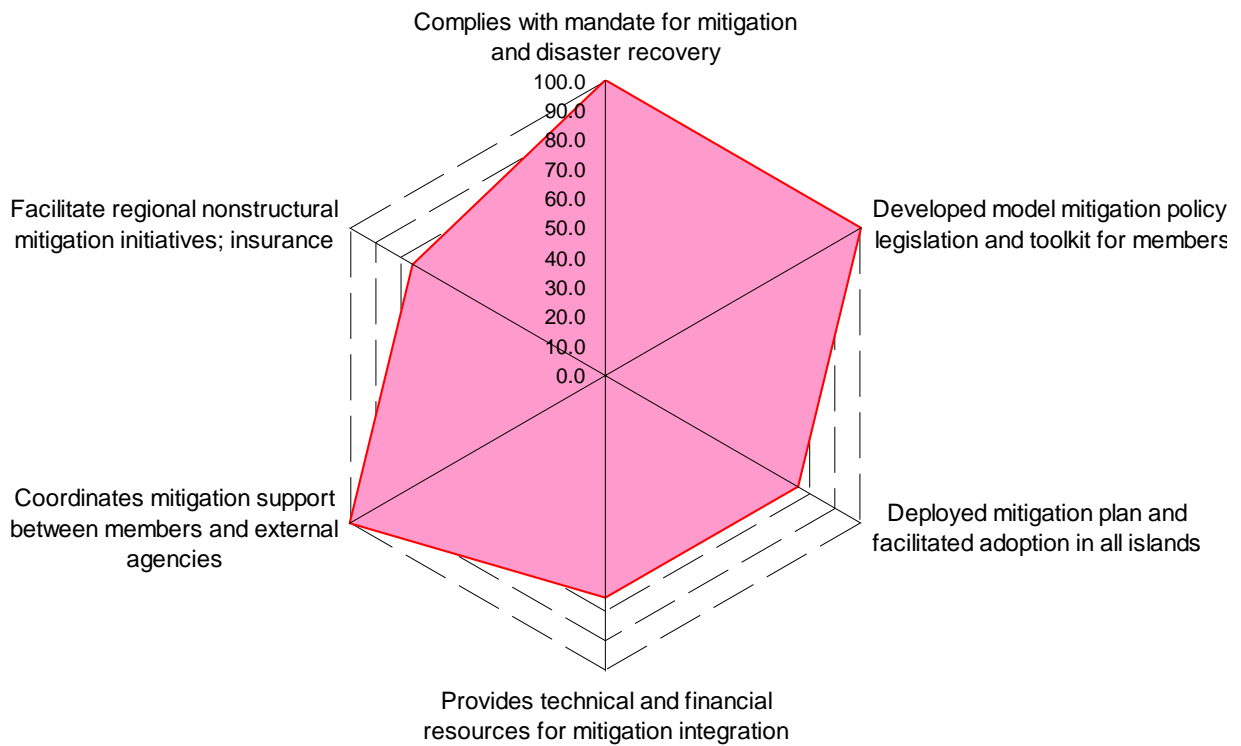 Complies with mandate for mitigation
and disaster recovery
100.0
90.0
80.0
70.0
60.0
50.0
40.0
30.0
20.0
10.0
0.0
Developed model mitigation policy
legislation and toolkit for members
Deployed mitigation plan and
facilitated adoption in all islands
Provides technical and financial
resources for mitigation integration
Coordinates mitigation support
between members and external
agencies
Facilitate regional nonstructural
mitigation initiatives; insurance